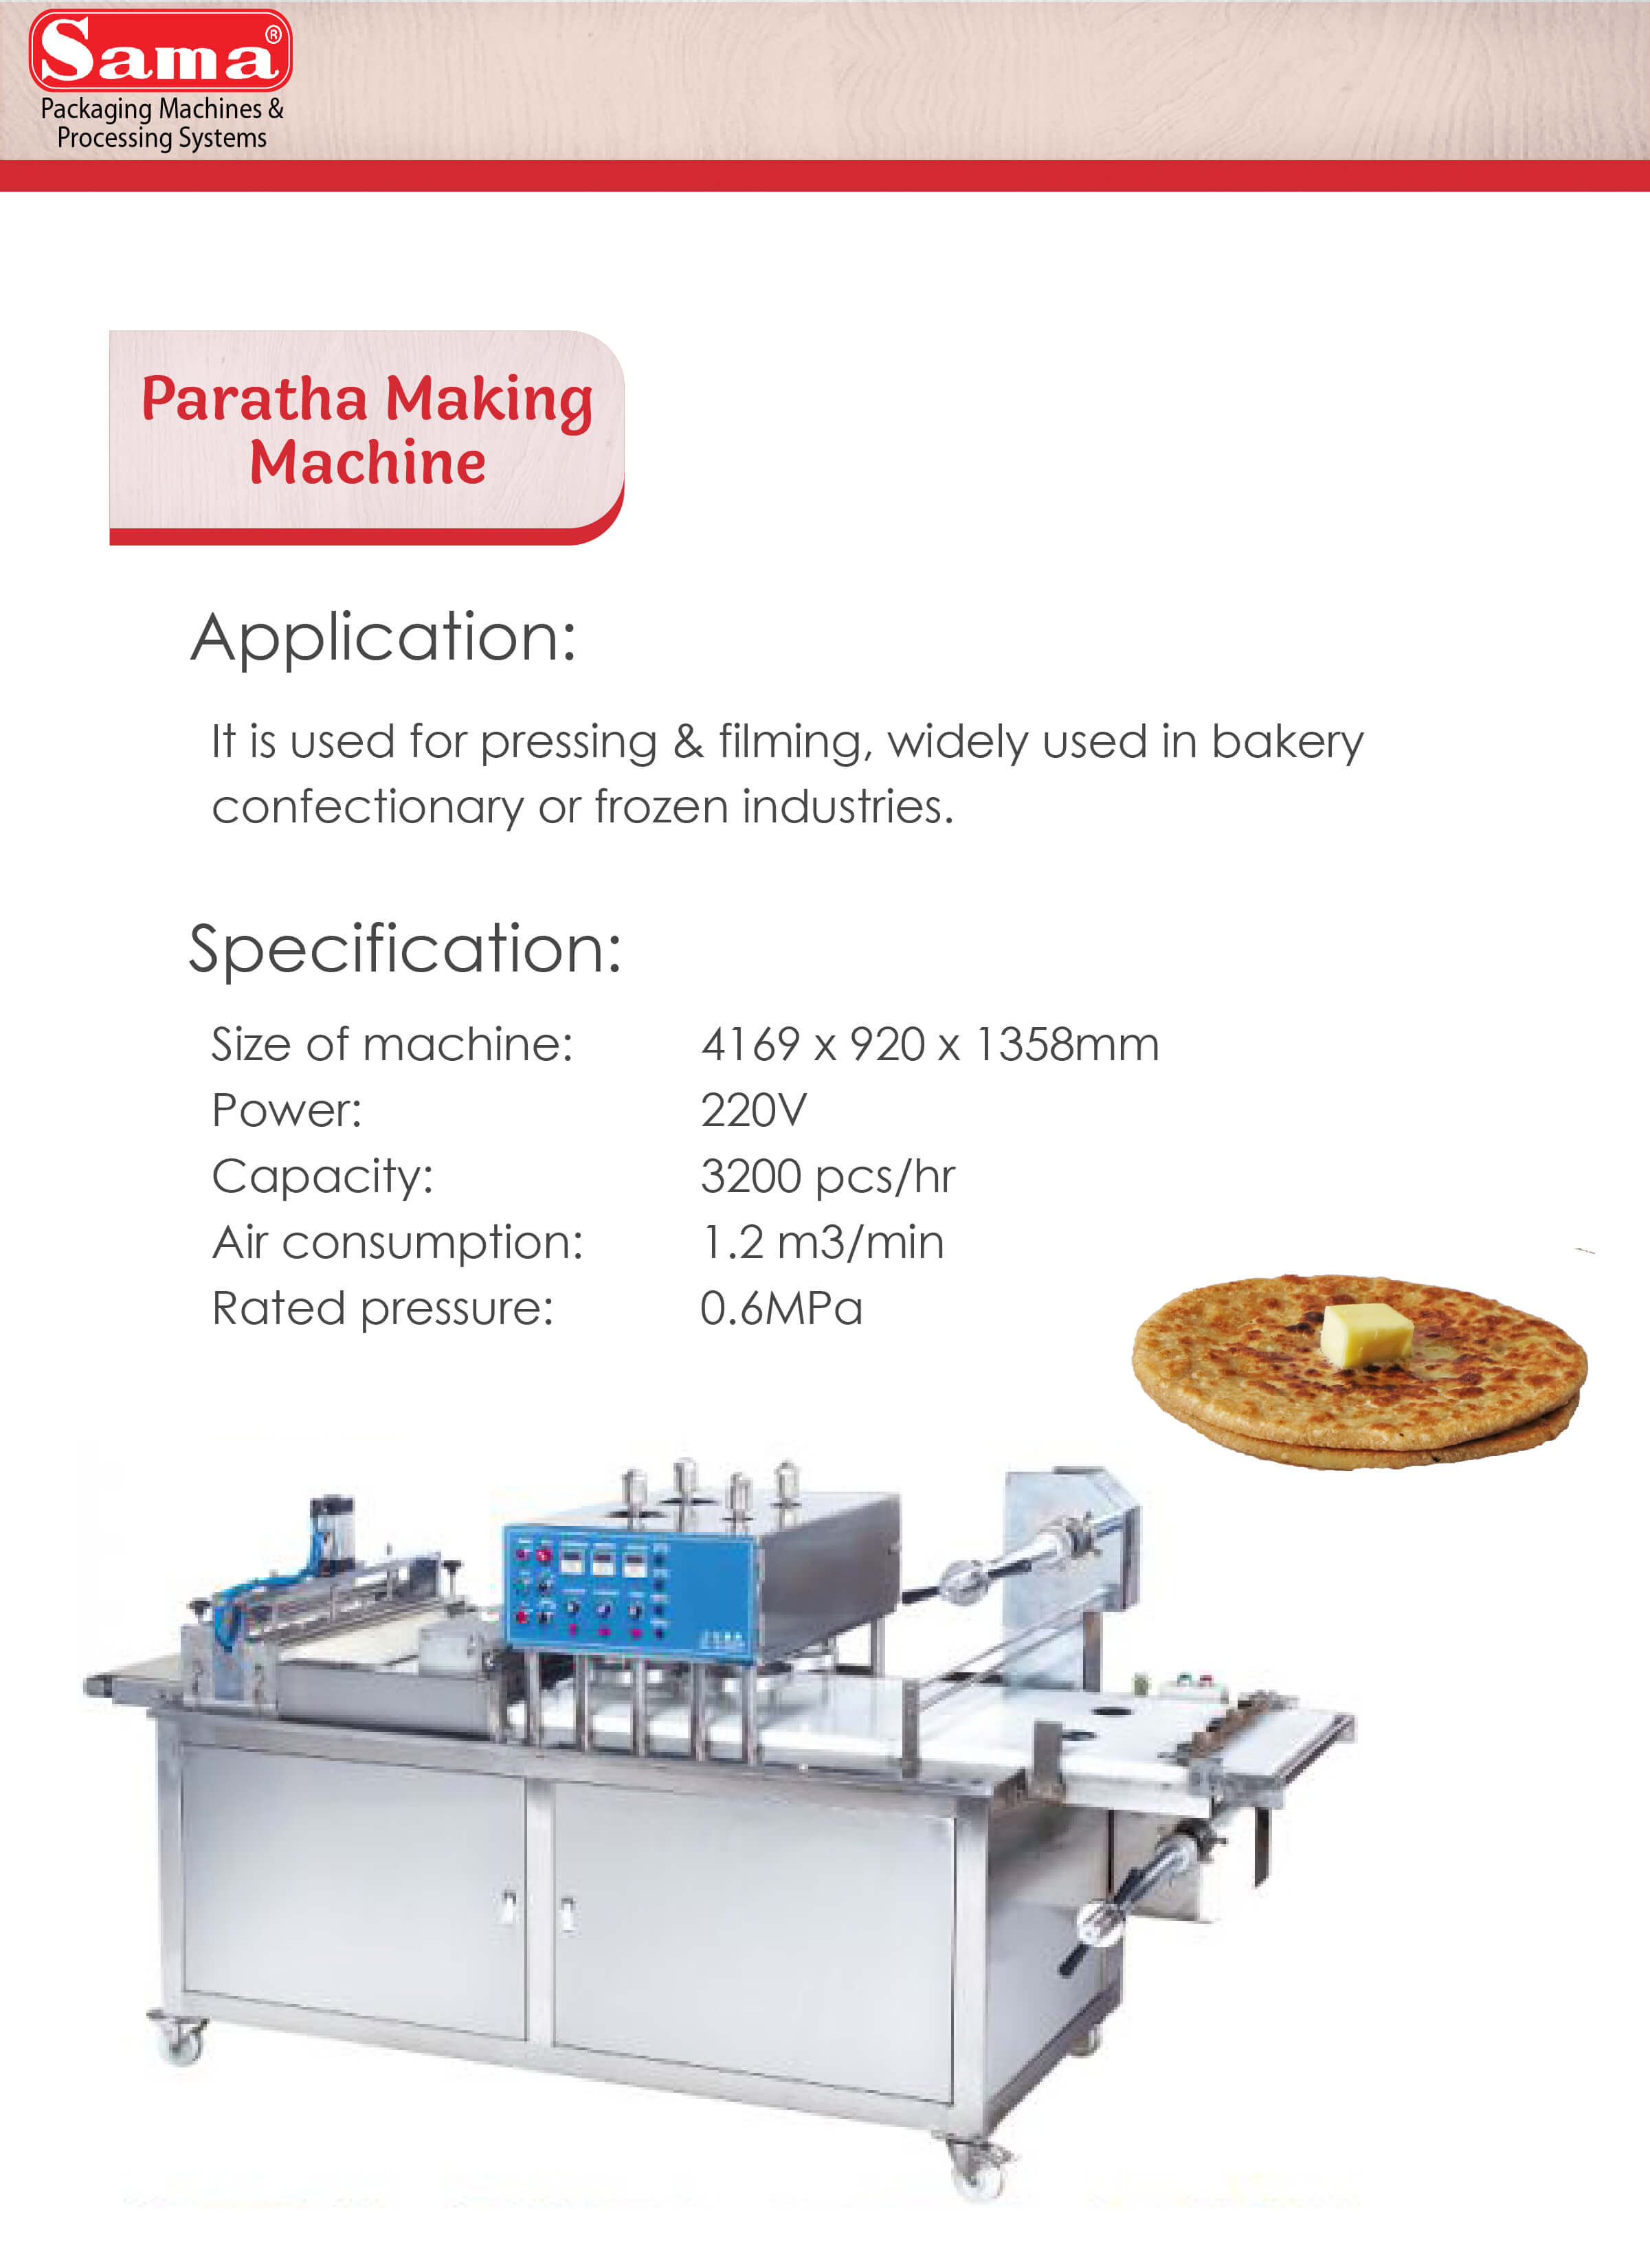 Sama®
Packaging Machines &
Processing Systems
Paratha Making
Machine
Application:
It is used for pressing & filming, widely used in bakery
confectionary or frozen industries.
Specification:
Size of machine: 4169 x 920 x 1358mm
Power: 220V
Capacity: 3200 pcs/hr
Air consumption: 1.2 m3/min
Rated pressure: 0.6MPa